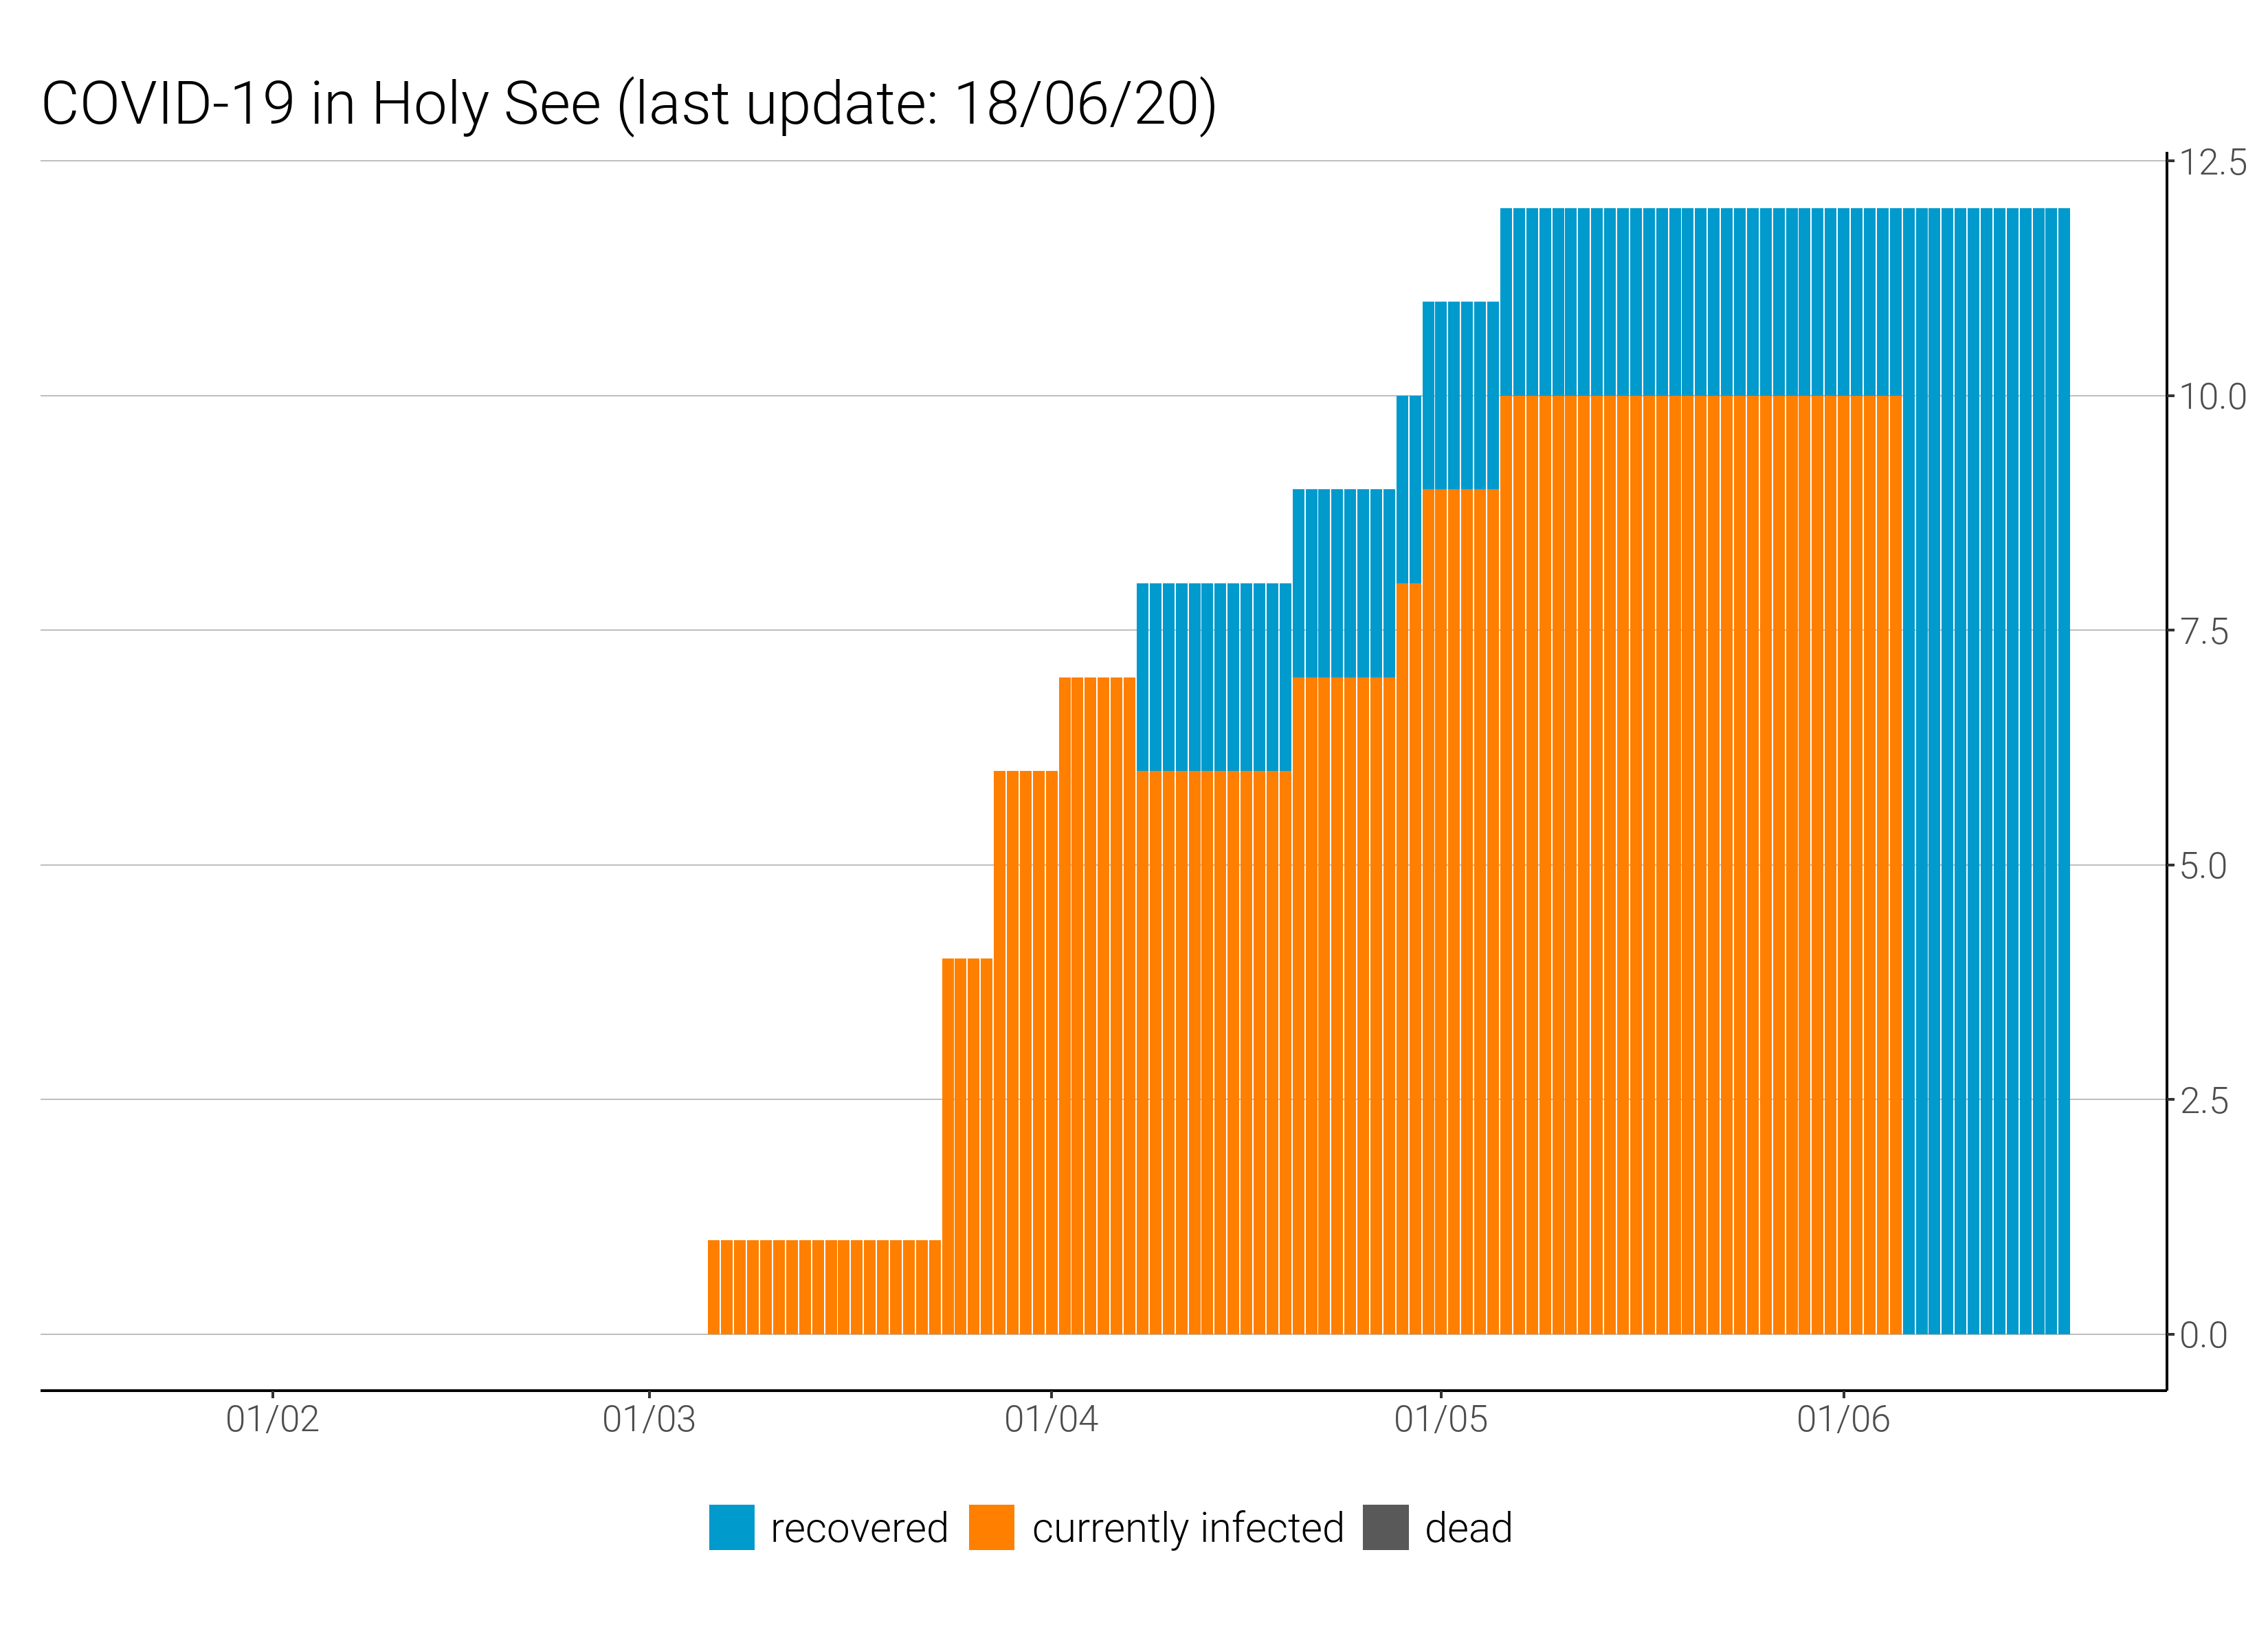 COVID-19 in Holy See (last update: 18/06/20)
12.5
10.0
7.5
5.0
2.5
0.0
01/02 01/03 01/04 01/05 01/06
recovered currently infected dead